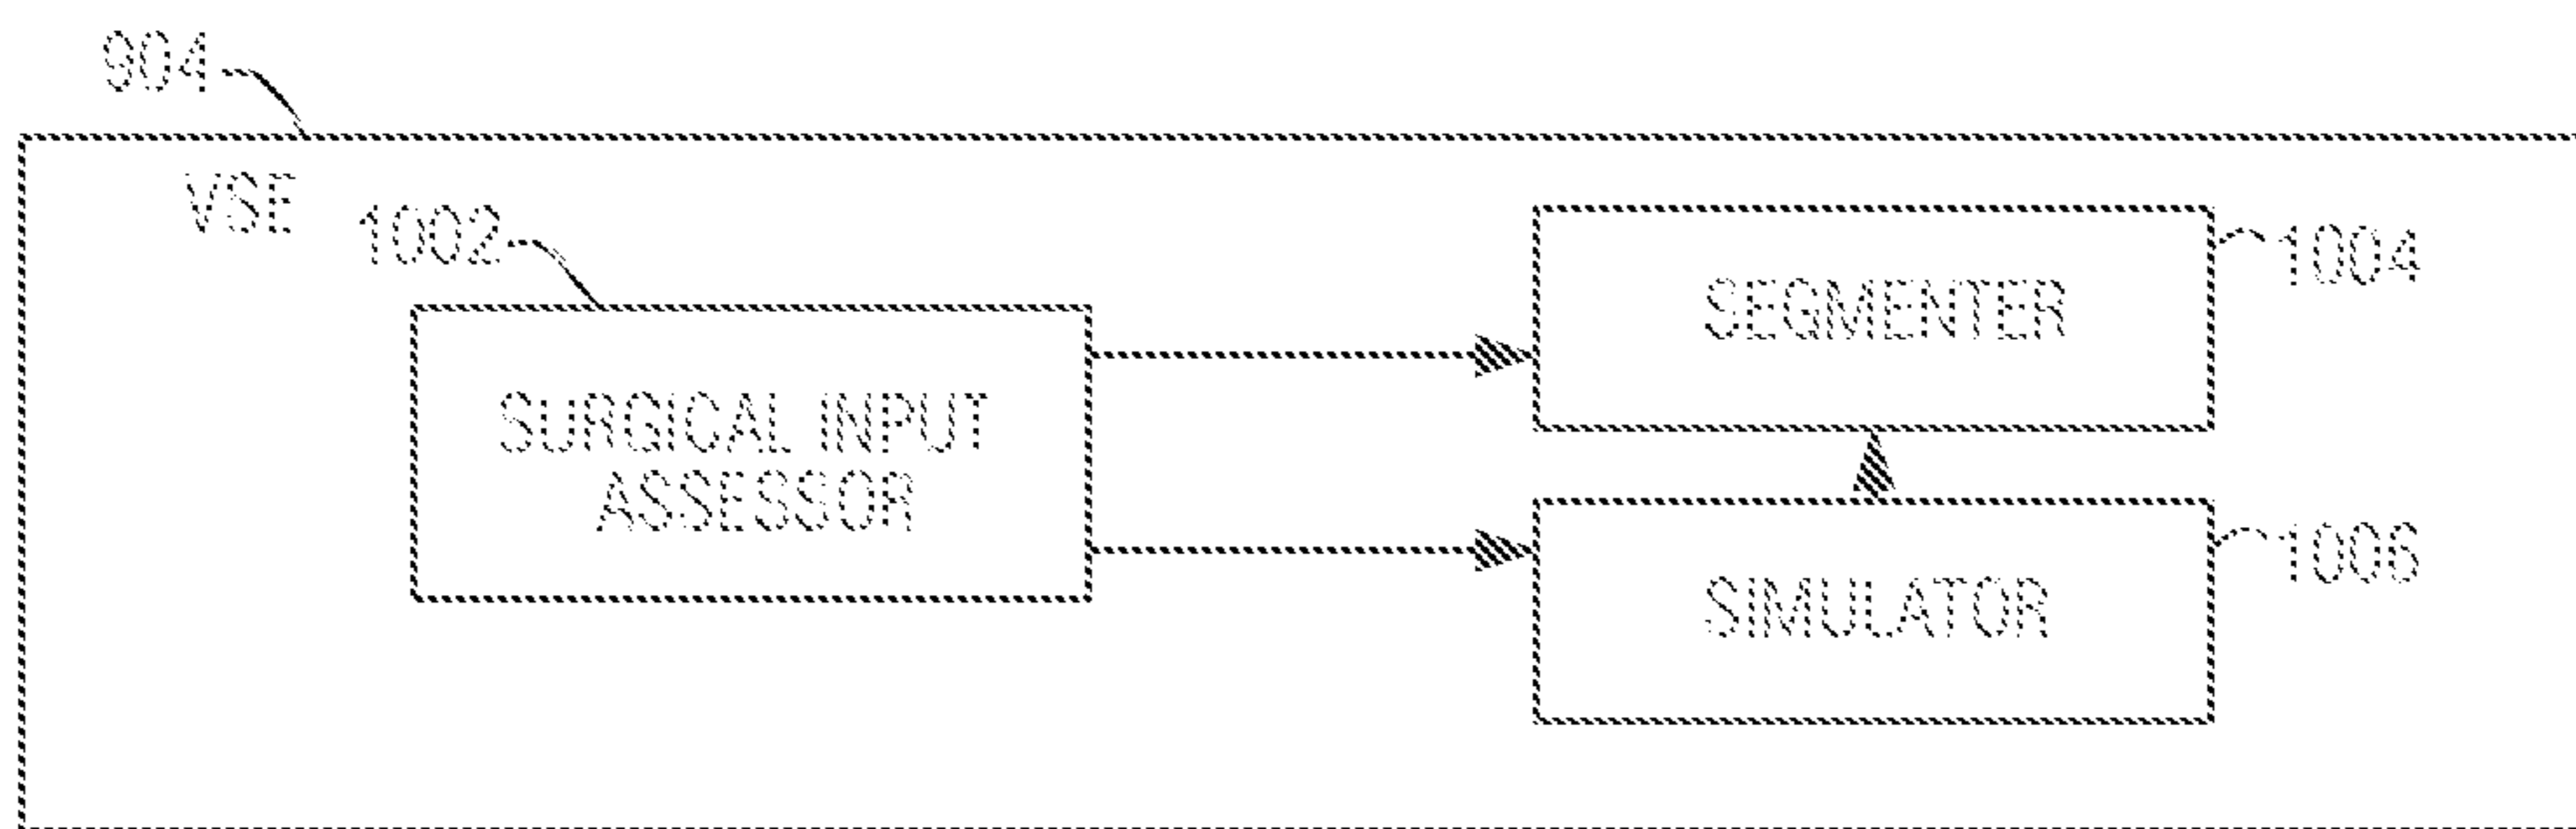 904
VSE
1002
1004
SEGMENTER
SURGICAL INPUT
ASSESSOR
1006
SIMULATOR